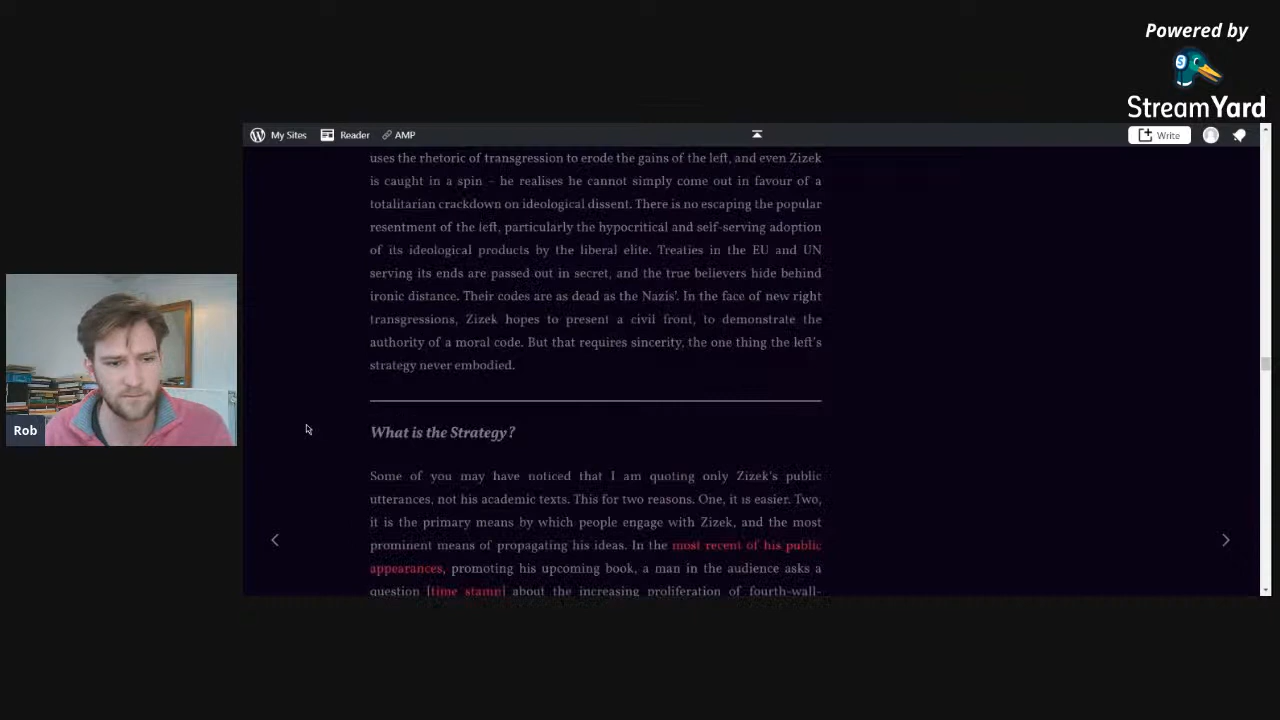 Powered by
StreamYard
My Sites
Reader
AMP
Write
uses the rhetoric of transgression to erode the gains of the left, and even Zizek
is caught in a spin – he realises he cannot simply come out in favour of a
totalitarian crackdown on ideological dissent. There is no escaping the popular
resentment of the left, particularly the hypocritical and self-serving adoption
of its ideological products by the liberal elite. Treaties in the EU and UN
serving its ends are passed out in secret, and the true believers hide behind
ironic distance. Their codes are as dead as the Nazis'. In the face of new right
transgressions, Zizek hopes to present a civil front, to demonstrate the
authority of a moral code. But that requires sincerity, the one thing the left's
strategy never embodied.
What is the Strategy?
Some of you may have noticed that I am quoting only Zizek's public
utterances, not his academic texts. This for two reasons. One, it is easier. Two,
it is the primary means by which people engage with Zizek, and the most
prominent means of propagating his ideas. In the most recent of his public
appearances, promoting his upcoming book, a man in the audience asks a
question [time stamp] about the increasing proliferation of fourth-wall-
Rob